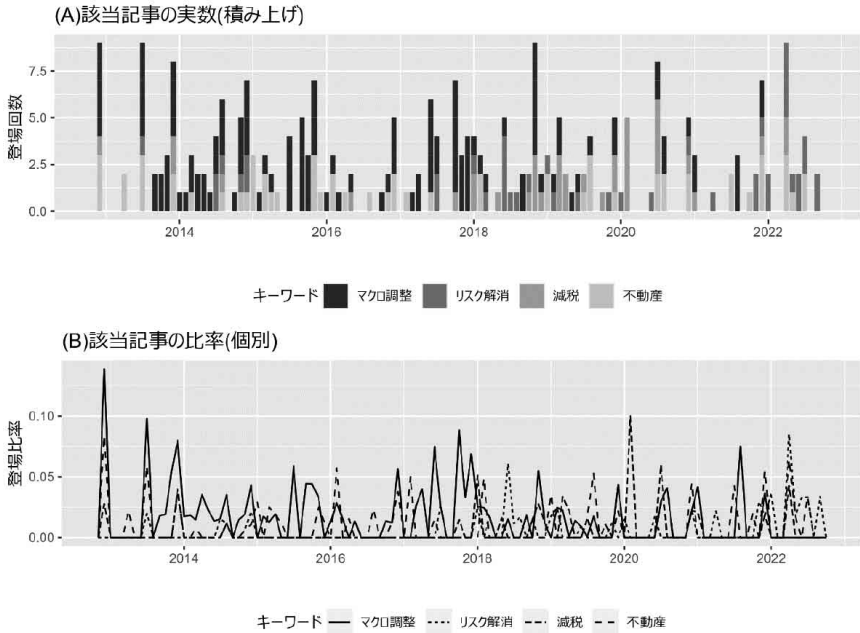 (A)該当記事の実数(積み上げ)
登場回数
7.5
5.0
2.5
0.0
2014 2016 2018 2020 2022
キーワード マクロ調整 リスク解消 減税 不動産
(B)該当記事の比率(個別)
登場比率
0.10
0.05
0.00
2014 2016 2018 2020 2022
キーワード マクロ調整 リスク解消 減税 不動産